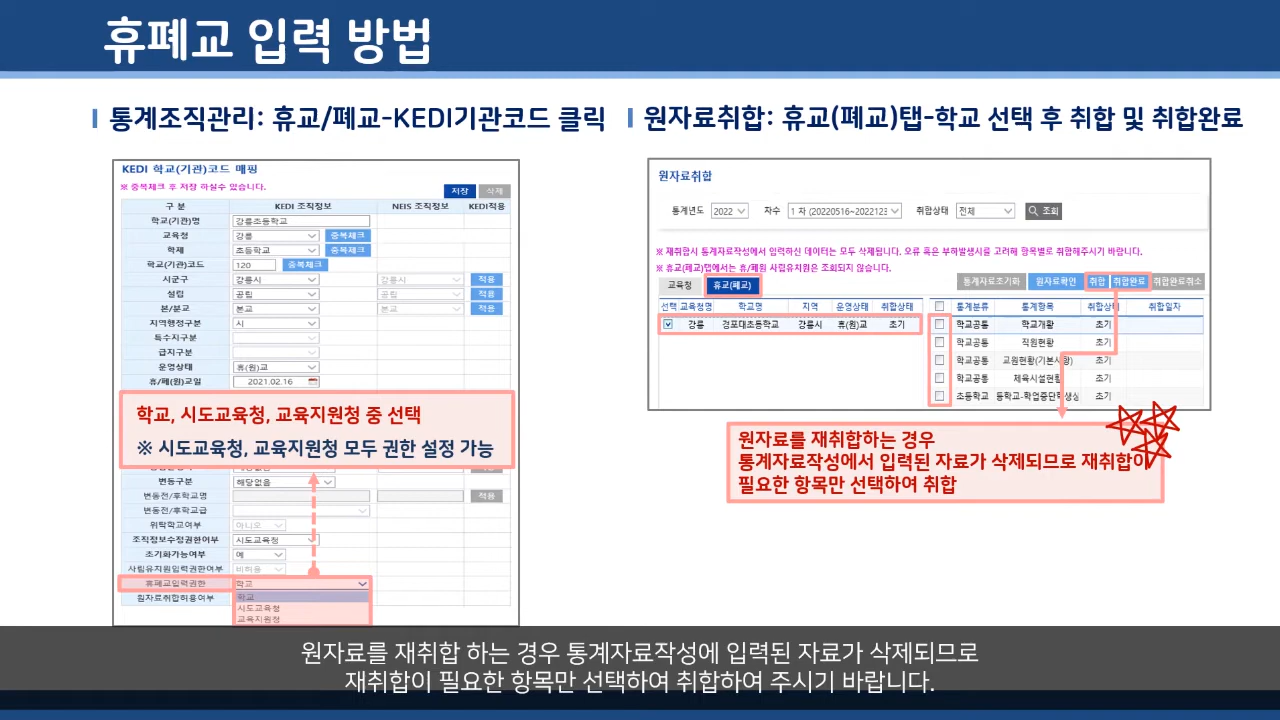 휴폐교 입력 방법
통계조직관리: 휴교/폐교-KEDI기관코드 클릭
KEDI 학교(기관)코드 매핑
※ 중복체크 후 저장 하실수 있습니다.
저장 삭제
구 분 KEDI 조직정보 NEIS 조직정보 KEDI적용
학교(기관)명 강릉초등학교
교육청 강릉 중복체크
학제 초등학교 중복체크
학교(기관)코드 120 중복체크
시군구 강릉시 강릉시 적용
설립 공립 공립 적용
본/분교 본교 본교 적용
지역행정구분 시
특수지구분
급지구분
운영상태 휴(원)교
휴/폐(원)교일 2021.02.16
학교, 시도교육청, 교육지원청 중 선택
※ 시도교육청, 교육지원청 모두 권한 설정 가능
변동구분 해당없음
변동전/후학교명 적용
변동전/후학교급
위탁학교여부 아니오
조직정보수정권한여부 시도교육청
초기화가능여부 예
사립유치원입력권한여부 비허용
휴폐교입력권한 학교
원자료취합허용여부 학교
시도교육청
교육지원청
원자료취합: 휴교(폐교)탭-학교 선택 후 취합 및 취합완료
원자료취합
통계년도 2022 차수 1 차 (20220516~2022123 취합상태 전체 조회
※ 재취합시 통계자료작성에서 입력하신 데이터는 모두 삭제됩니다. 오류 혹은 부하발생시를 고려해 항목별로 취합해주시기 바랍니다.
※ 휴교(폐교)탭에서는 휴/폐원 사립유치원은 조회되지 않습니다.
교육청 휴교(폐교) 통계자료초기화 원자료확인 취합 취합완료 취합완료취소
선택 교육청명 학교명 지역 운영상태 취합상태 통계분류 통계항목 취합상태 취합일자
강릉 경포대초등학교 강릉시 휴(원)교 초기 학교공통 학교개황 초기
학교공통 직원현황 초기
학교공통 교원현황(기본사항) 초기
학교공통 체육시설현황 초기
초등학교 등학교-학업중단학생상 초기
원자료를 재취합하는 경우
통계자료작성에서 입력된 자료가 삭제되므로 재취합이
필요한 항목만 선택하여 취합
원자료를 재취합 하는 경우 통계자료작성에 입력된 자료가 삭제되므로
재취합이 필요한 항목만 선택하여 취합하여 주시기 바랍니다.